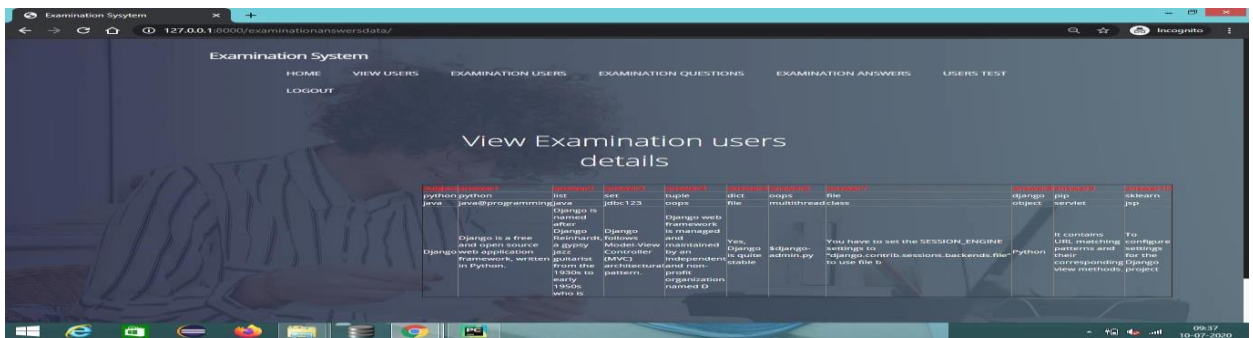 Examination Sysytem
127.0.0.1:8000/examinationanswersdata/
Incognito
Examination System
HOME VIEW USERS EXAMINATION USERS EXAMINATION QUESTIONS EXAMINATION ANSWERS USERS TEST
LOGOUT
View Examination users
details
python python list set tuple dict oops file django pip sklearn
java java@programming java jdbc123 oops file multithread class object servlet jsp
Django
Django is a free
and open source
web application
framework, written
in Python.
Django is
named
after
Django
Reinhardt,
a gypsy
jazz
guitarist
from the
1930s to
early
1950s
who is
Django
follows
Model-View
Controller
(MVC)
architectural
pattern.
Django web
framework
is managed
and
maintained
by an
independent
and non-
profit
organization
named D
Yes,
Django
is quite
stable
$django-
admin.py
You have to set the SESSION_ENGINE
settings to
"django.contrib.sessions.backends.file"
to use file b
Python
It contains
URL matching
patterns and
their
corresponding
view methods.
To
configure
settings
for the
Django
project
09:37
10-07-2020